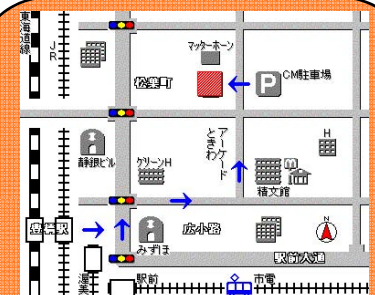 東海道線
JR
マッターホーン
松葉町
P
CM駐車場
静銀ビル
グリーンH
アーケード
ときわ
H
m
精文館
豊橋駅
みずほ
広小路
N
駅前大通
渥美
駅前
市電